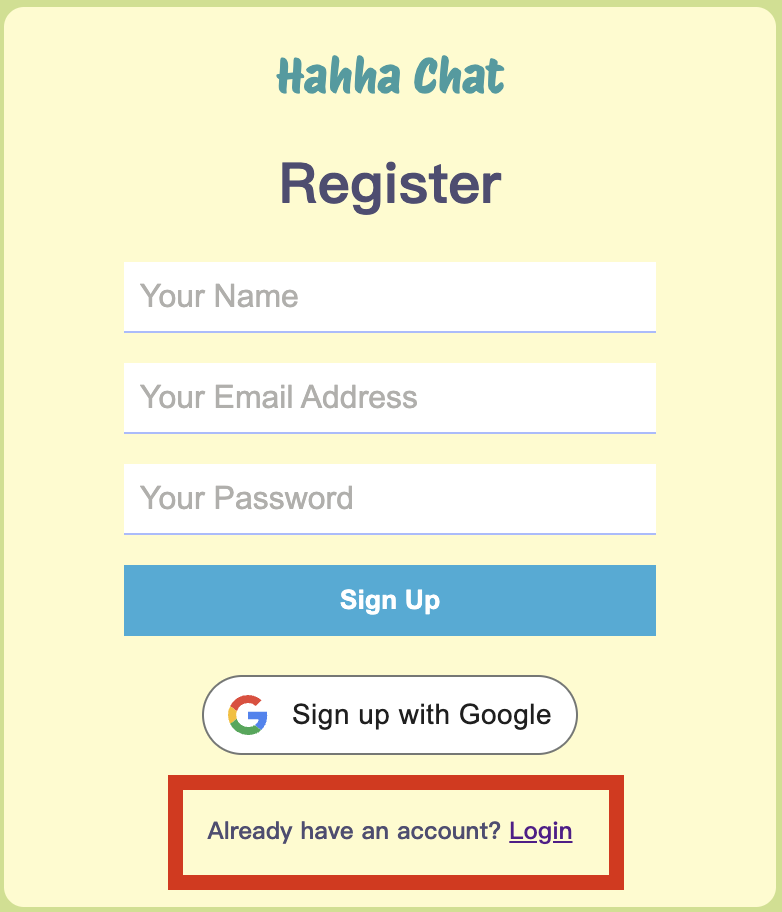 Hahha Chat
Register
Your Name
Your Email Address
Your Password
Sign Up
Sign up with Google
Already have an account? Login